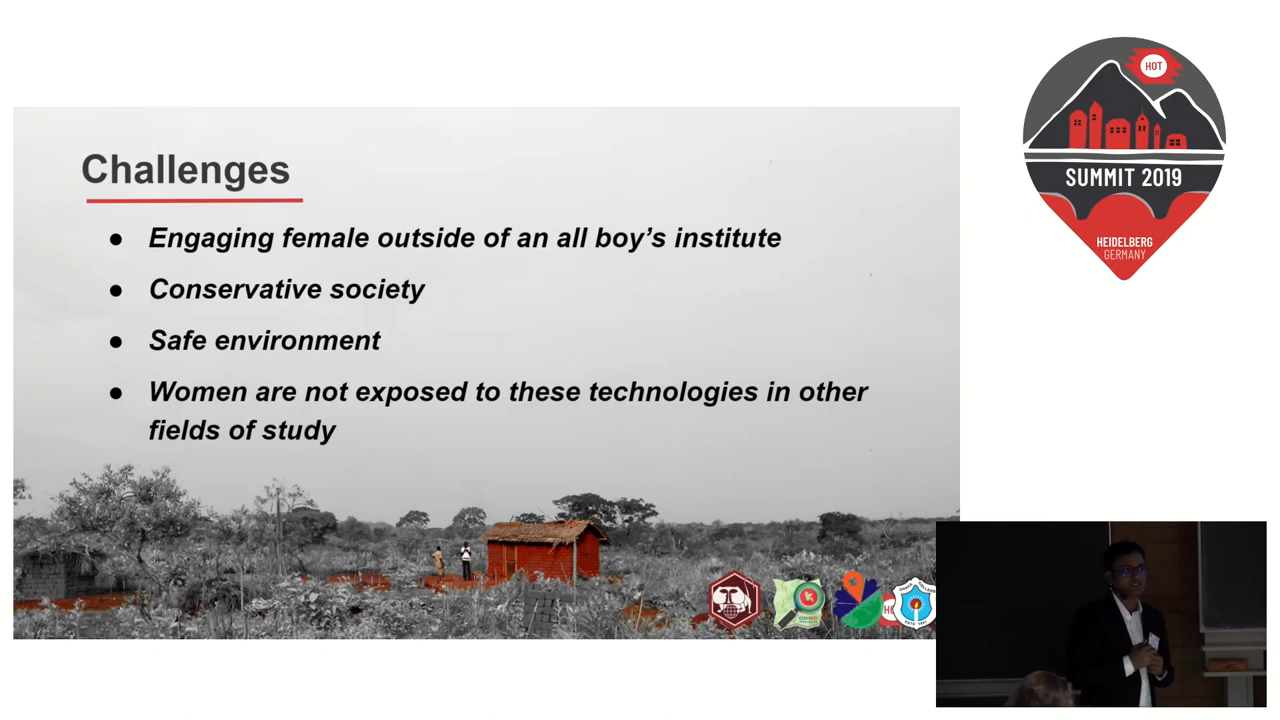 Challenges
● Engaging female outside of an all boy’s institute
● Conservative society
● Safe environment
● Women are not exposed to these technologies in other
fields of study
HOT
SUMMIT 2019
HEIDELBERG
GERMANY